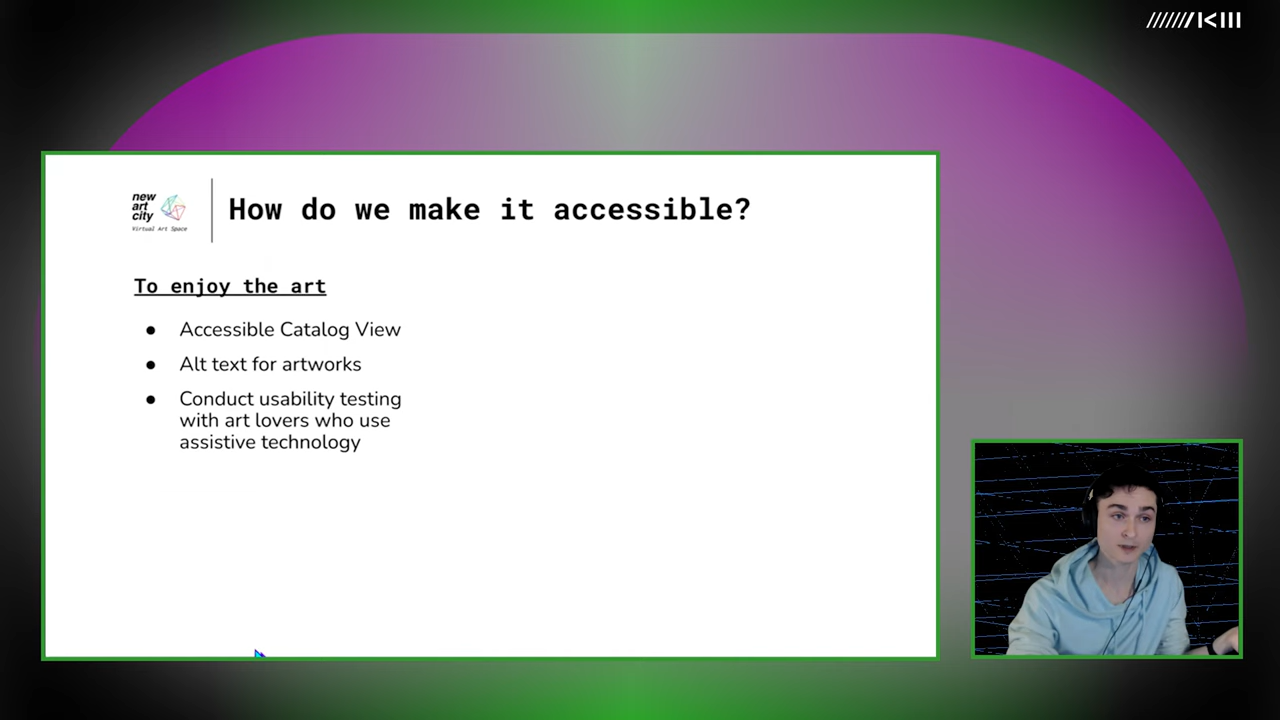 new
art
city
Virtual Art Space
How do we make it accessible?
To enjoy the art
● Accessible Catalog View
● Alt text for artworks
● Conduct usability testing
with art lovers who use
assistive technology